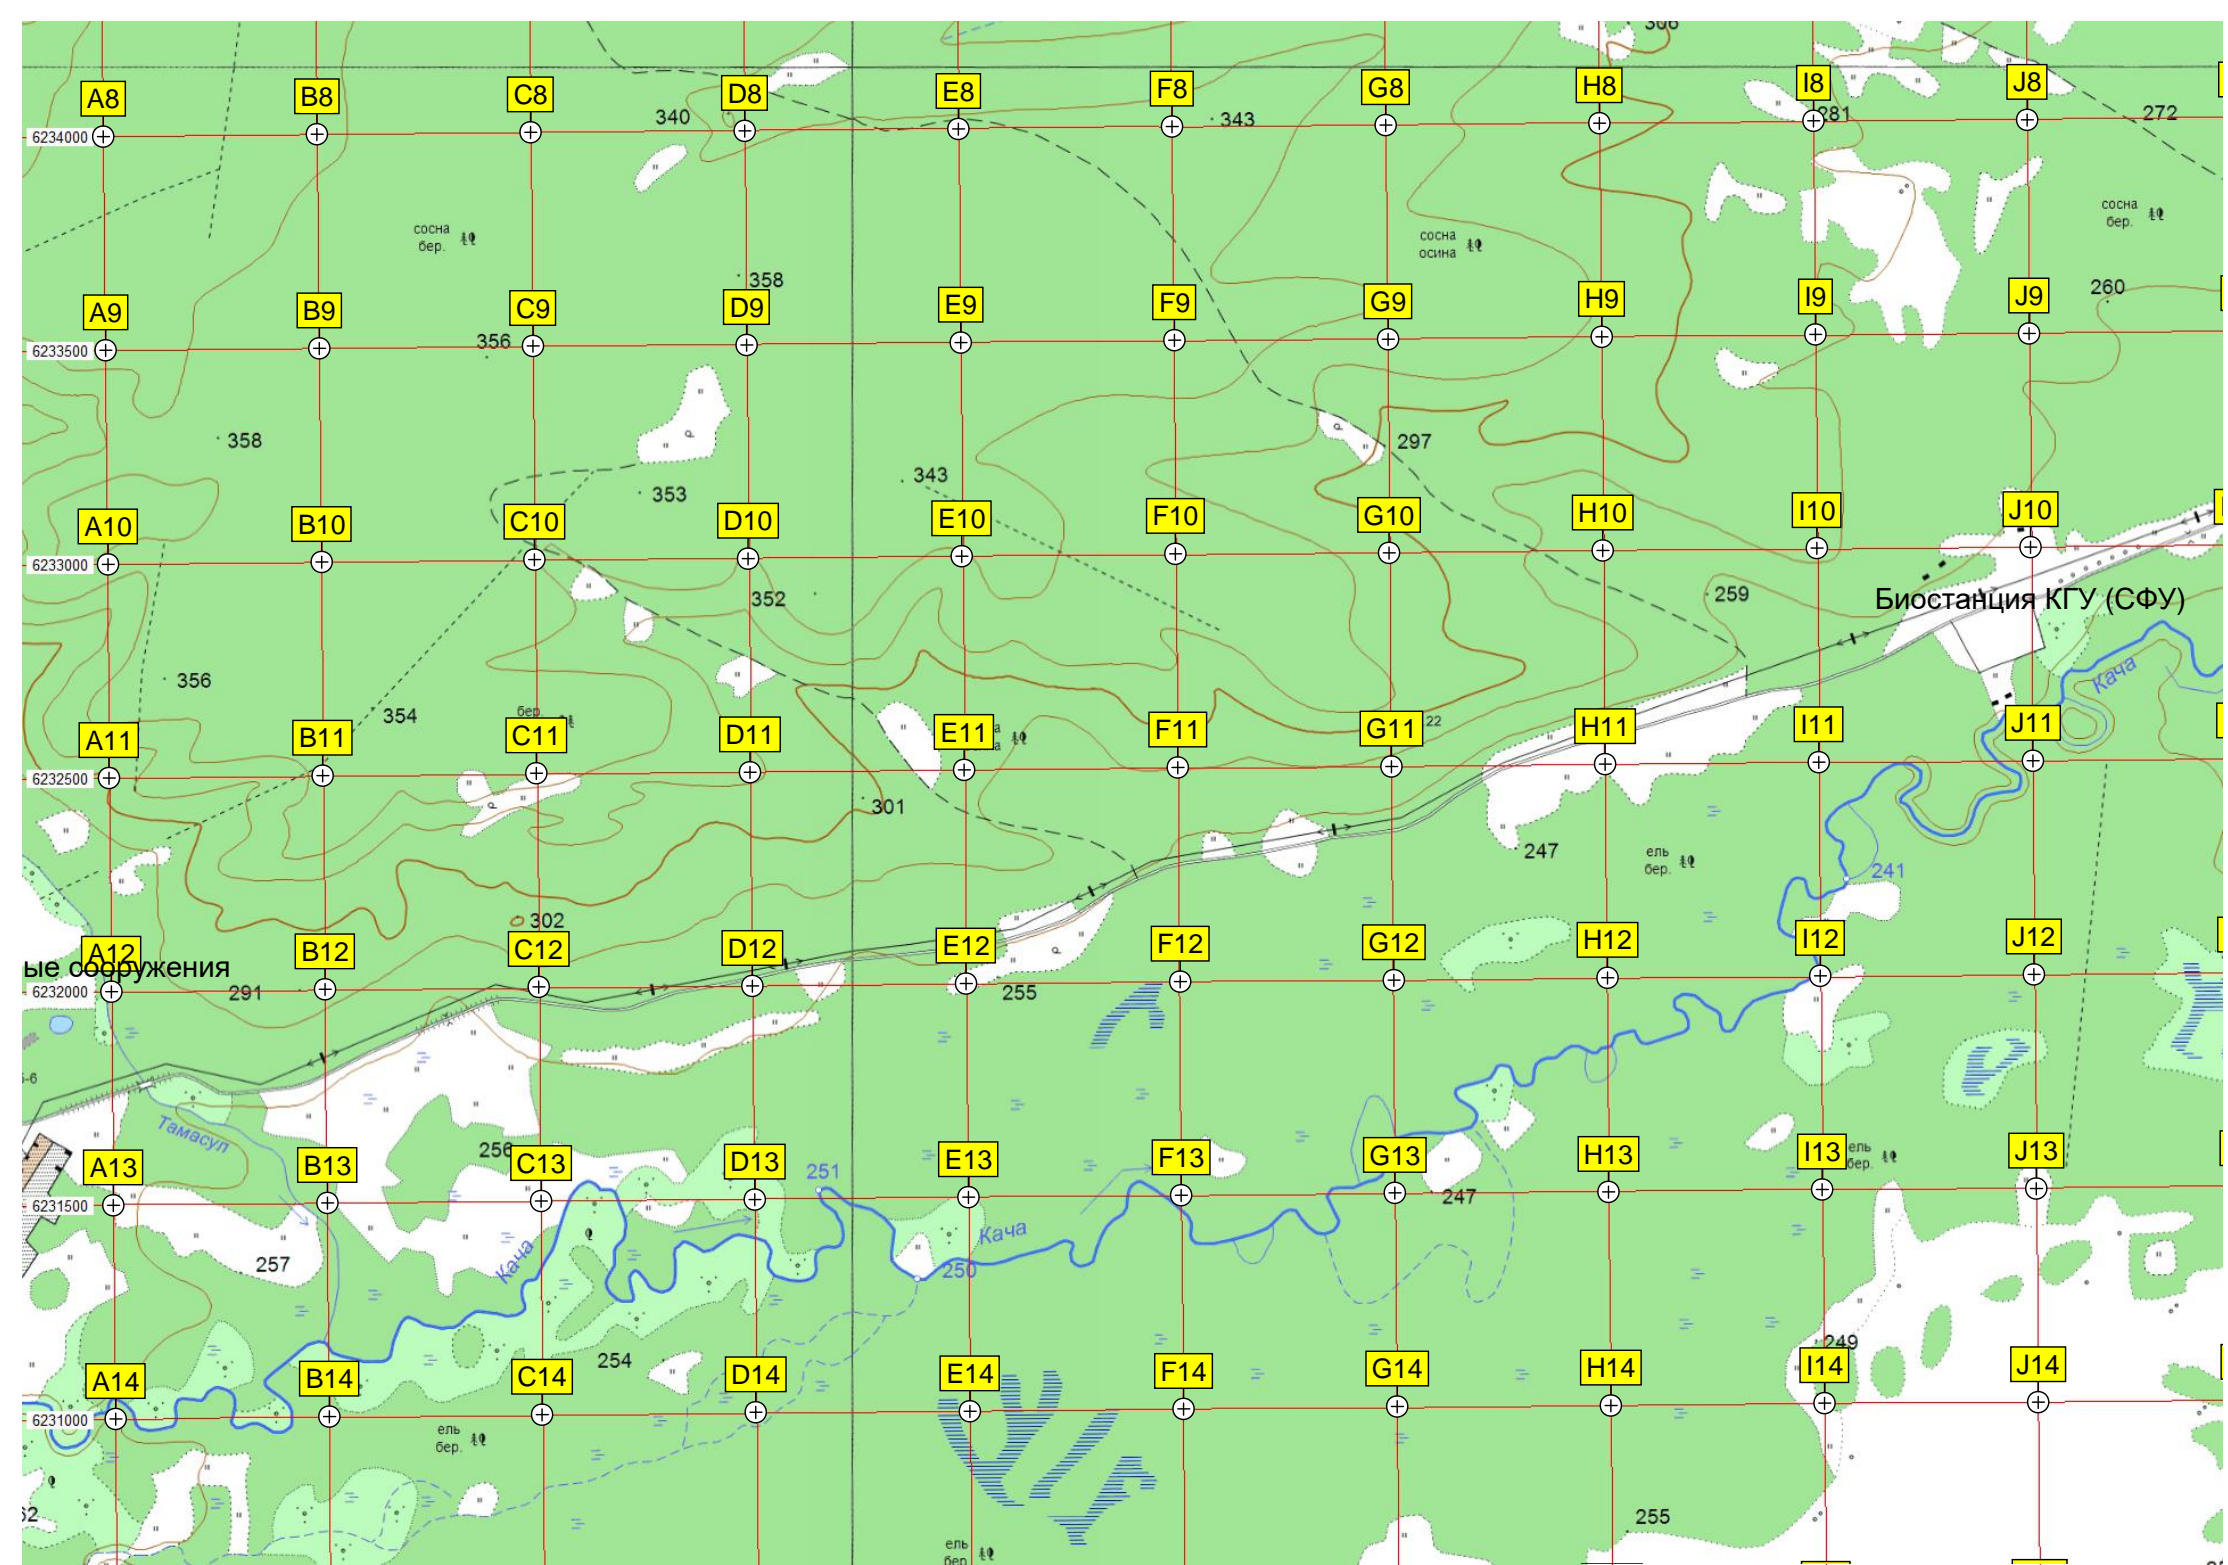 306
A8 B8 C8 D8 E8 F8 G8 H8 I8 J8
340 343 281 272
6234000
сосна
бер.
сосна
осина
сосна
бер.
358 260
A9 B9 C9 D9 E9 F9 G9 H9 I9 J9
6233500 356
358 297
353 343
A10 B10 C10 D10 E10 F10 G10 H10 I10 J10
6233000
352 259 Биостанция КГУ (СФУ)
356 Кача
354 бер. 22
A11 B11 C11 D11 E11 F11 G11 H11 I11 J11
6232500
301
247 ель
бер.
241
302
A12 B12 C12 D12 E12 F12 G12 H12 I12 J12
ые сооружения
6232000 291 255
Тамасул
256 251 ель
бер.
A13 B13 C13 D13 E13 F13 G13 H13 I13 J13
6231500 247
257 Кача Кача 250
254 249
A14 B14 C14 D14 E14 F14 G14 H14 I14 J14
6231000
ель
бер.
255
ель
бер.